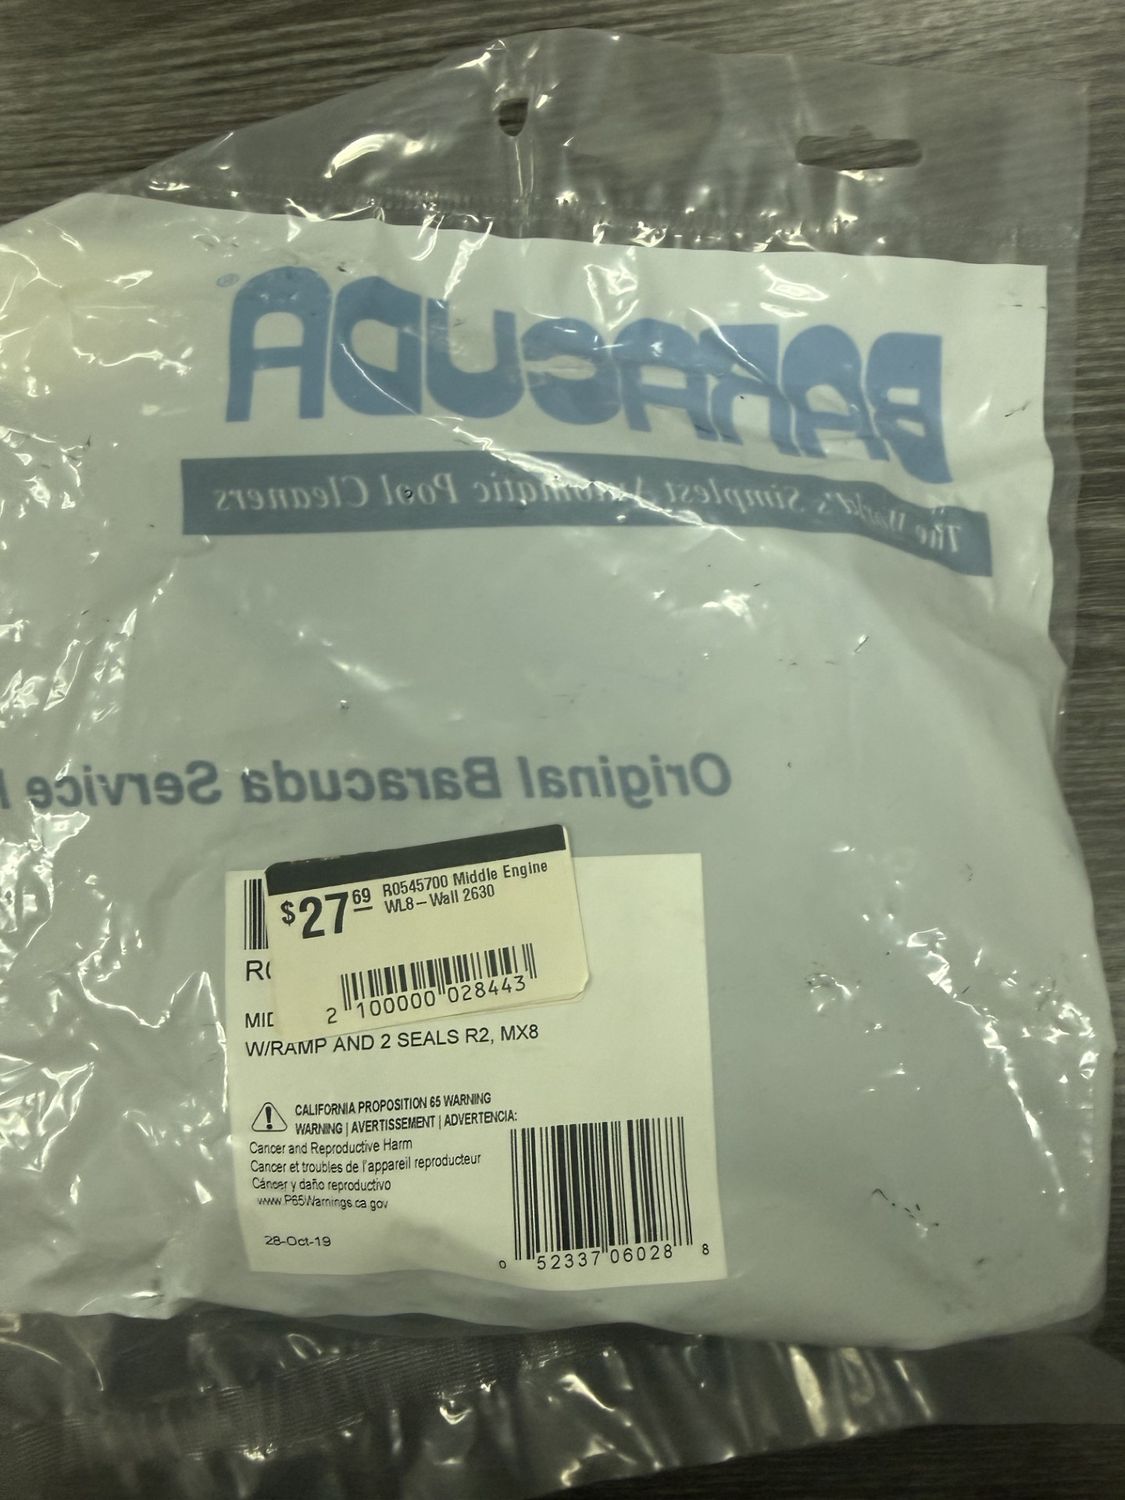 BARACUDA®
The World's Simplest Automatic Pool Cleaners
Original Baracuda Service
$27.69
R0545700 Middle Engine
WL8-Wall 2630
2 100000 028443
MID
W/RAMP AND 2 SEALS R2, MX8
CALIFORNIA PROPOSITION 65 WARNING
WARNING | AVERTISSEMENT | ADVERTENCIA:
Cancer and Reproductive Harm
Cancer et troubles de l'appareil reproducteur
Cáncer y daño reproductivo
www.P65Warnings.ca.gov
28-Oct-19
0 52337 06028 8